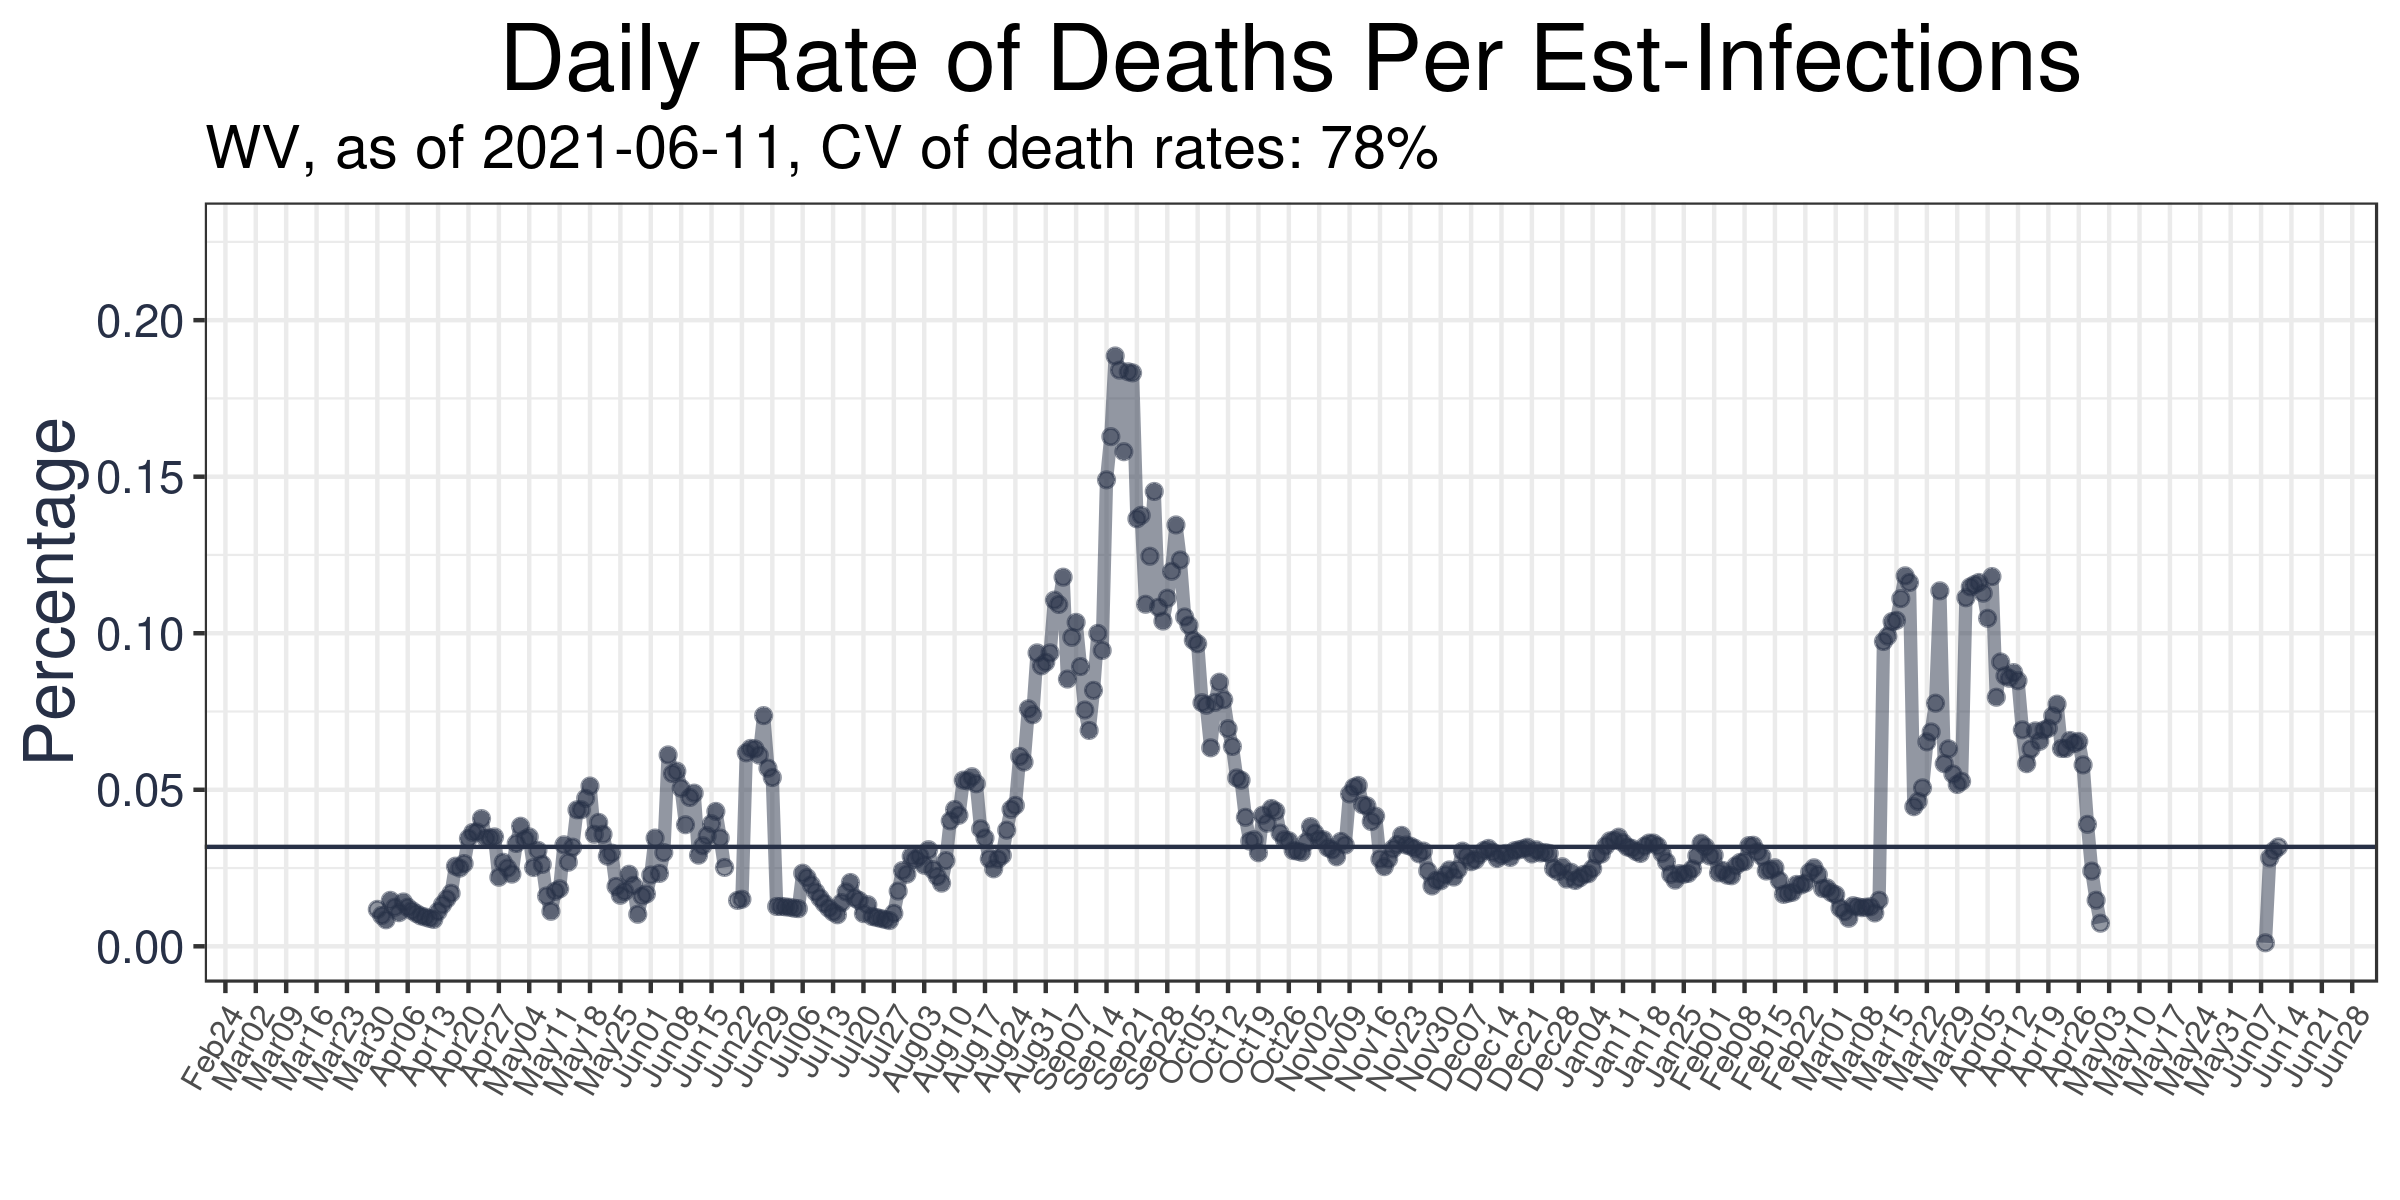 Daily Rate of Deaths Per Est-Infections
WV, as of 2021-06-11, CV of death rates: 78%
Percentage
0.20
0.15
0.10
0.05
0.00
Feb24
Mar02
Mar09
Mar16
Mar23
Mar30
Apr06
Apr13
Apr20
Apr27
May04
May11
May18
May25
Jun01
Jun08
Jun15
Jun22
Jun29
Jul06
Jul13
Jul20
Jul27
Aug03
Aug10
Aug17
Aug24
Aug31
Sep07
Sep14
Sep21
Sep28
Oct05
Oct12
Oct19
Oct26
Nov02
Nov09
Nov16
Nov23
Nov30
Dec07
Dec14
Dec21
Dec28
Jan04
Jan11
Jan18
Jan25
Feb01
Feb08
Feb15
Feb22
Mar01
Mar08
Mar15
Mar22
Mar29
Apr05
Apr12
Apr19
Apr26
May03
May10
May17
May24
May31
Jun07
Jun14
Jun21
Jun28